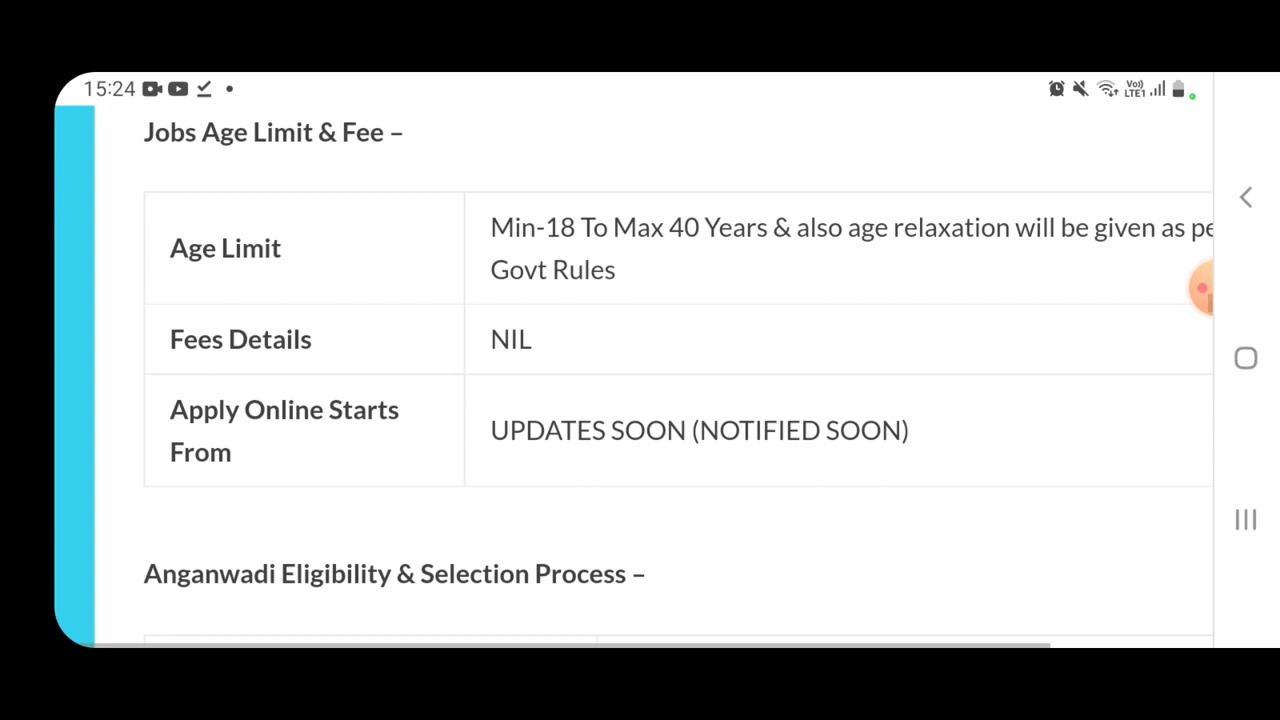 15:24
Vo))
LTE1
Jobs Age Limit & Fee –
Age Limit
Min-18 To Max 40 Years & also age relaxation will be given as pe
Govt Rules
Fees Details
NIL
Apply Online Starts
From
UPDATES SOON (NOTIFIED SOON)
Anganwadi Eligibility & Selection Process –